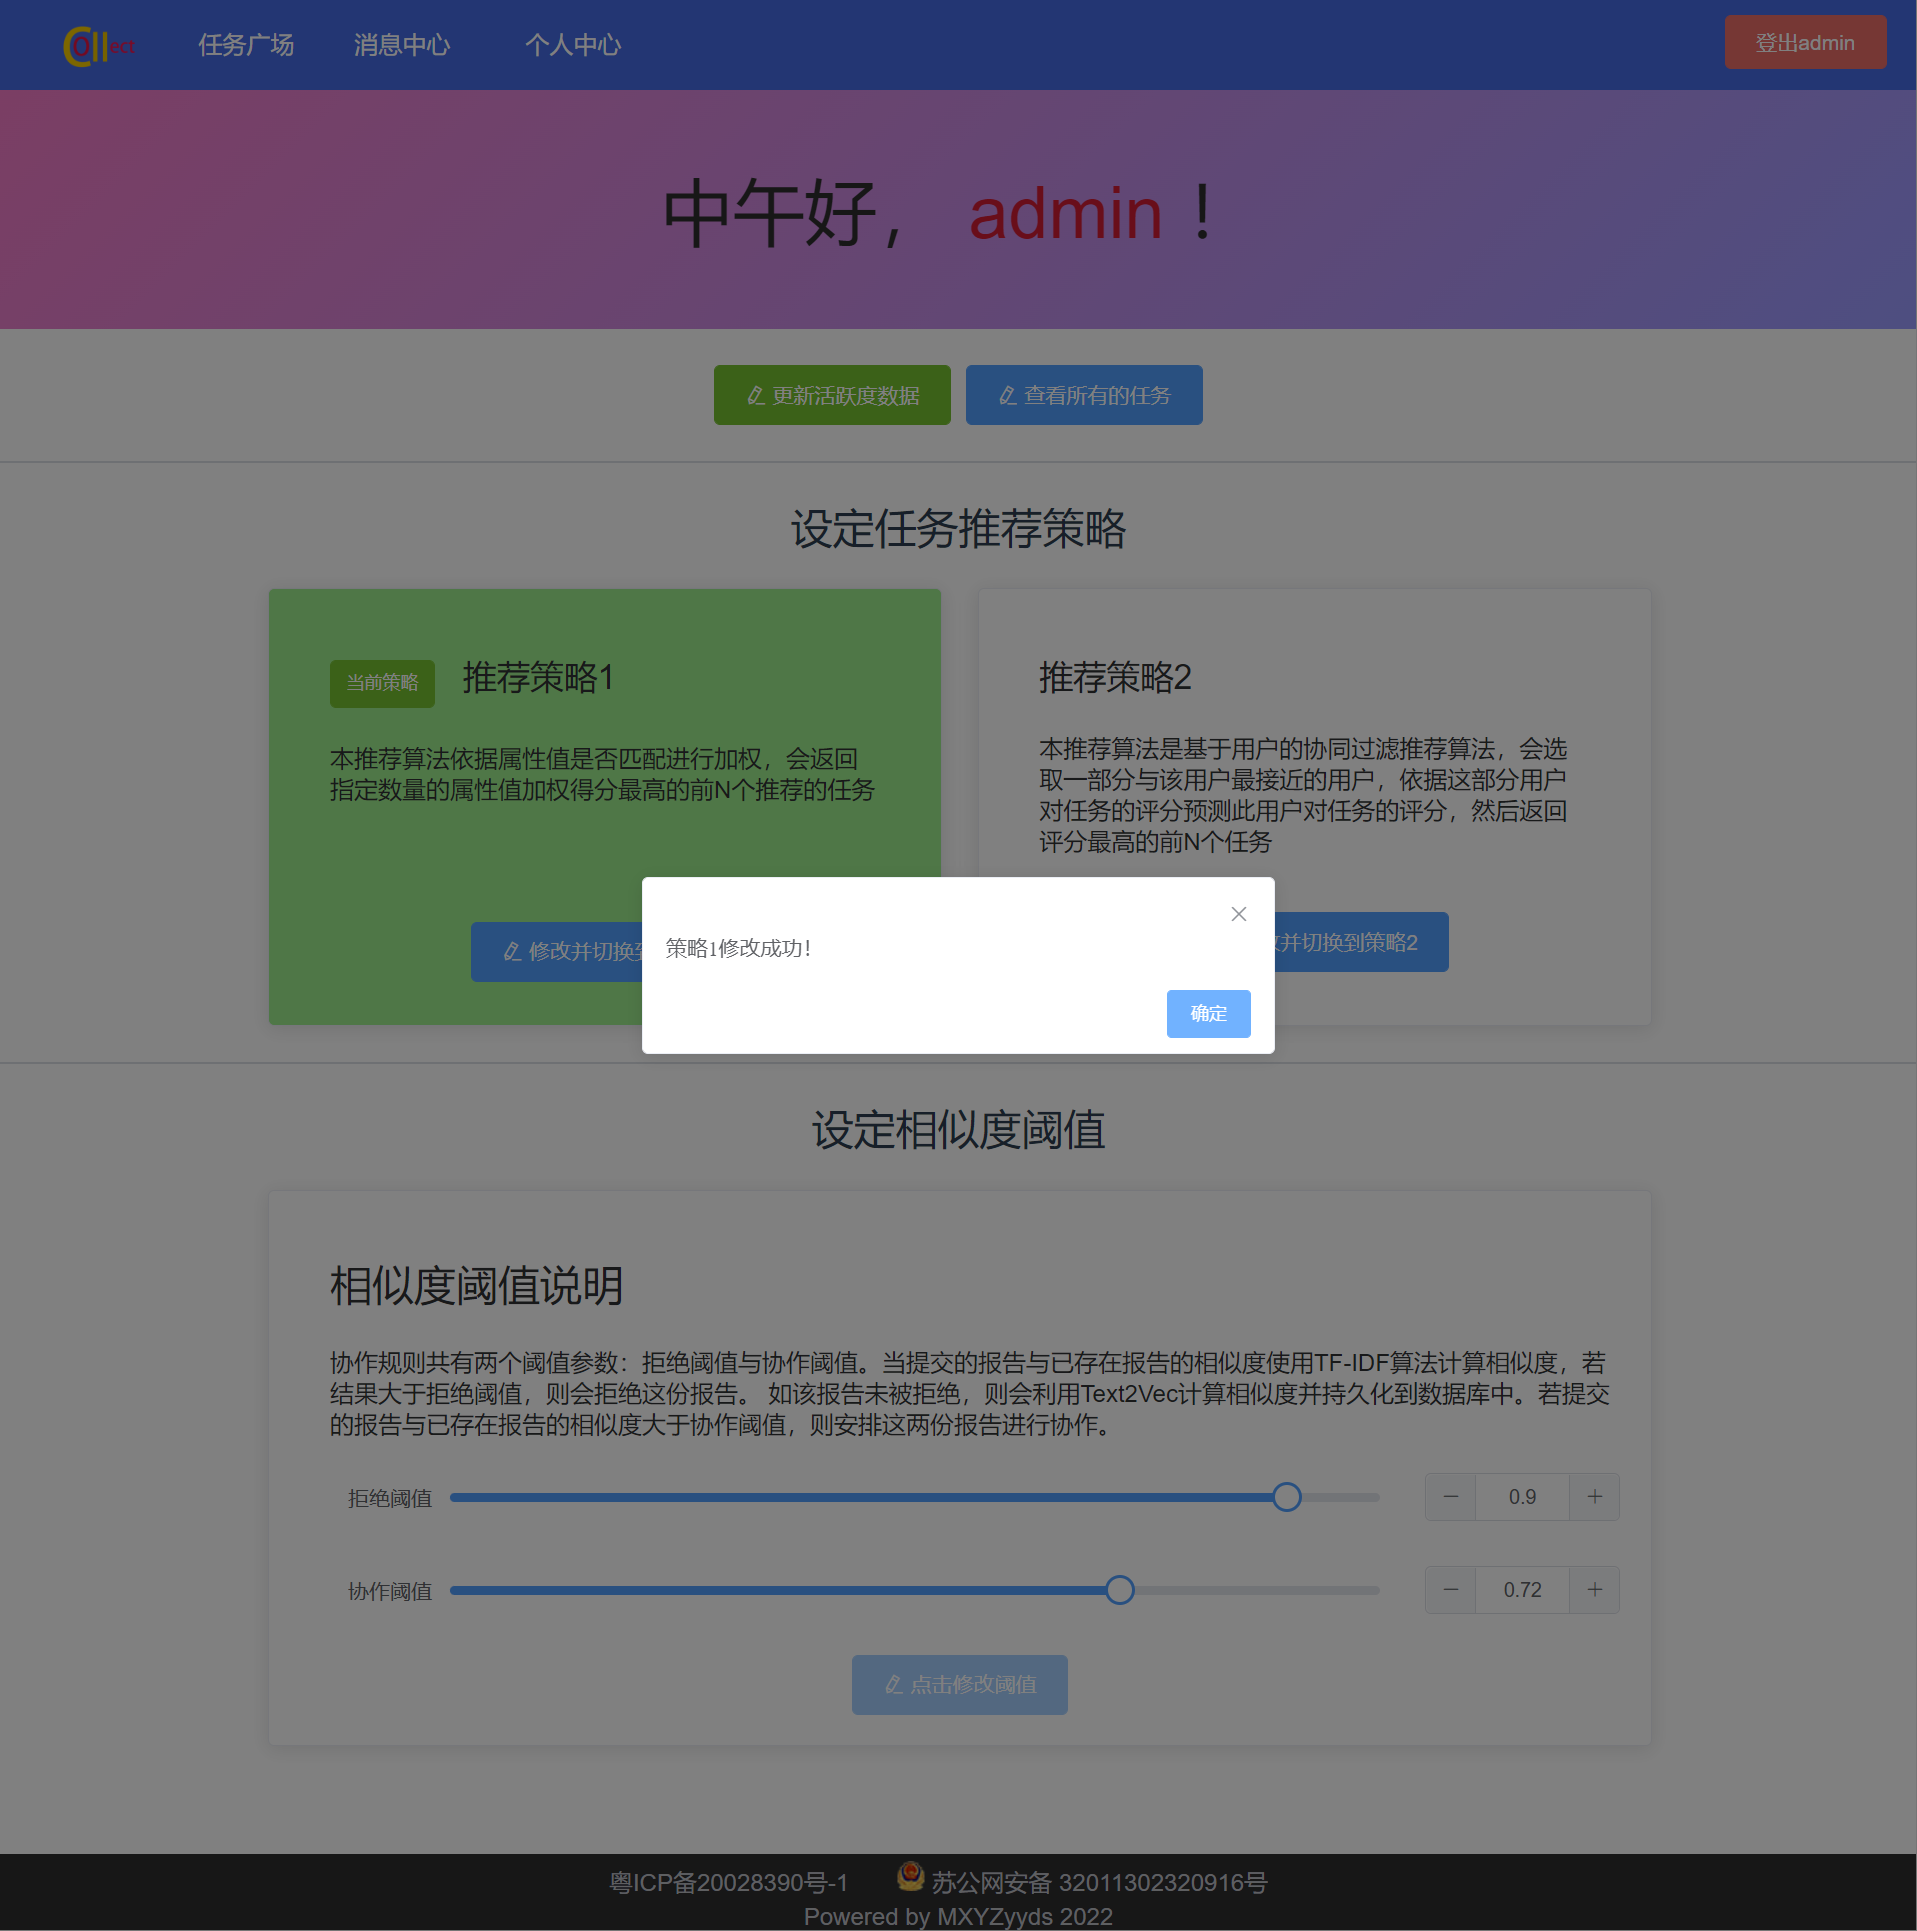 Collect
任务广场
消息中心
个人中心
登出admin
中午好， admin ！
更新活跃度数据
查看所有的任务
设定任务推荐策略
当前策略
推荐策略1
本推荐算法依据属性值是否匹配进行加权，会返回
指定数量的属性值加权得分最高的前N个推荐的任务
修改并切换到
推荐策略2
本推荐算法是基于用户的协同过滤推荐算法，会选
取一部分与该用户最接近的用户，依据这部分用户
对任务的评分预测此用户对任务的评分，然后返回
评分最高的前N个任务
并切换到策略2
策略1修改成功！
确定
设定相似度阈值
相似度阈值说明
协作规则共有两个阈值参数：拒绝阈值与协作阈值。当提交的报告与已存在报告的相似度使用TF-IDF算法计算相似度，若
结果大于拒绝阈值，则会拒绝这份报告。 如该报告未被拒绝，则会利用Text2Vec计算相似度并持久化到数据库中。若提交
的报告与已存在报告的相似度大于协作阈值，则安排这两份报告进行协作。
拒绝阈值
0.9
协作阈值
0.72
点击修改阈值
粤ICP备20028390号-1
苏公网安备 32011302320916号
Powered by MXYZyyds 2022